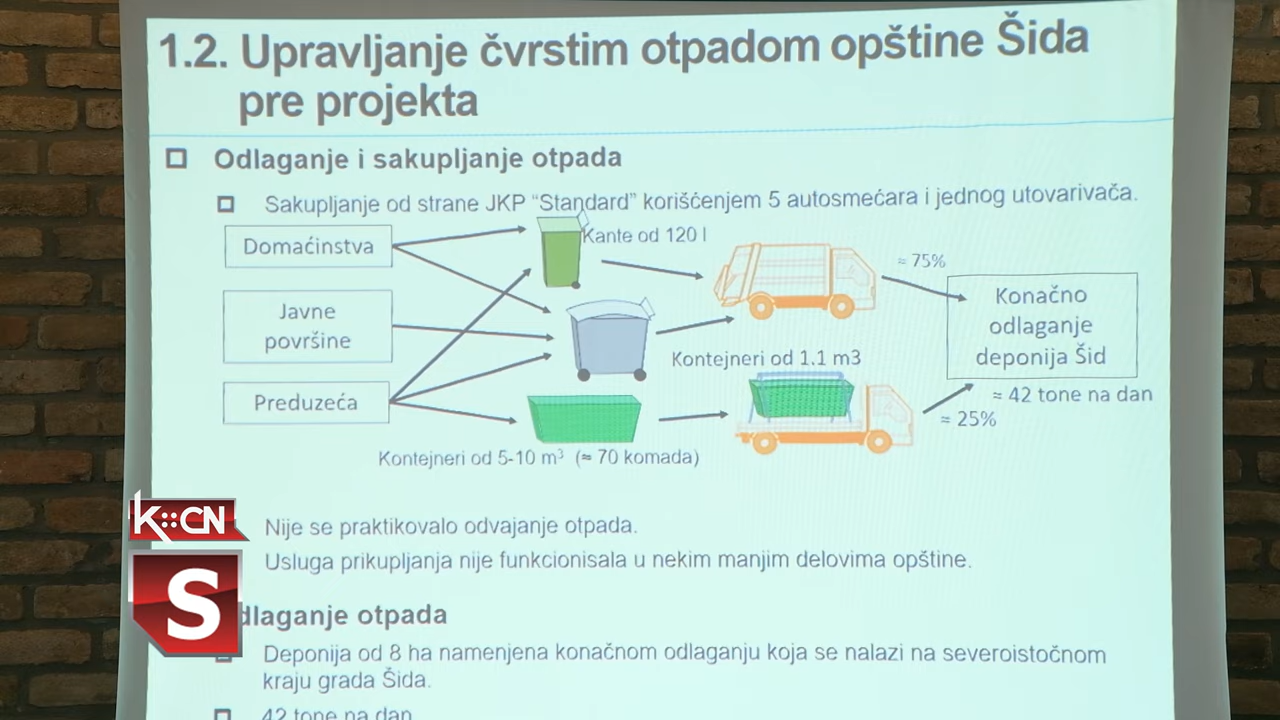 1.2. Upravljanje čvrstim otpadom opštine Šida
pre projekta
Odlaganje i sakupljanje otpada
Sakupljanje od strane JKP “Standard” korišćenjem 5 autosmećara i jednog utovarivača.
Domaćinstva
Kante od 120 l
≈ 75%
Javne
površine
Konačno
odlaganje
deponija Šid
Kontejneri od 1.1 m3
Preduzeća
≈ 42 tone na dan
≈ 25%
Kontejneri od 5-10 m³ (≈ 70 komada)
K::CN
Nije se praktikovalo odvajanje otpada.
Usluga prikupljanja nije funkcionisala u nekim manjim delovima opštine.
S
dlaganje otpada
Deponija od 8 ha namenjena konačnom odlaganju koja se nalazi na severoistočnom
kraju grada Šida.
42 tone na dan